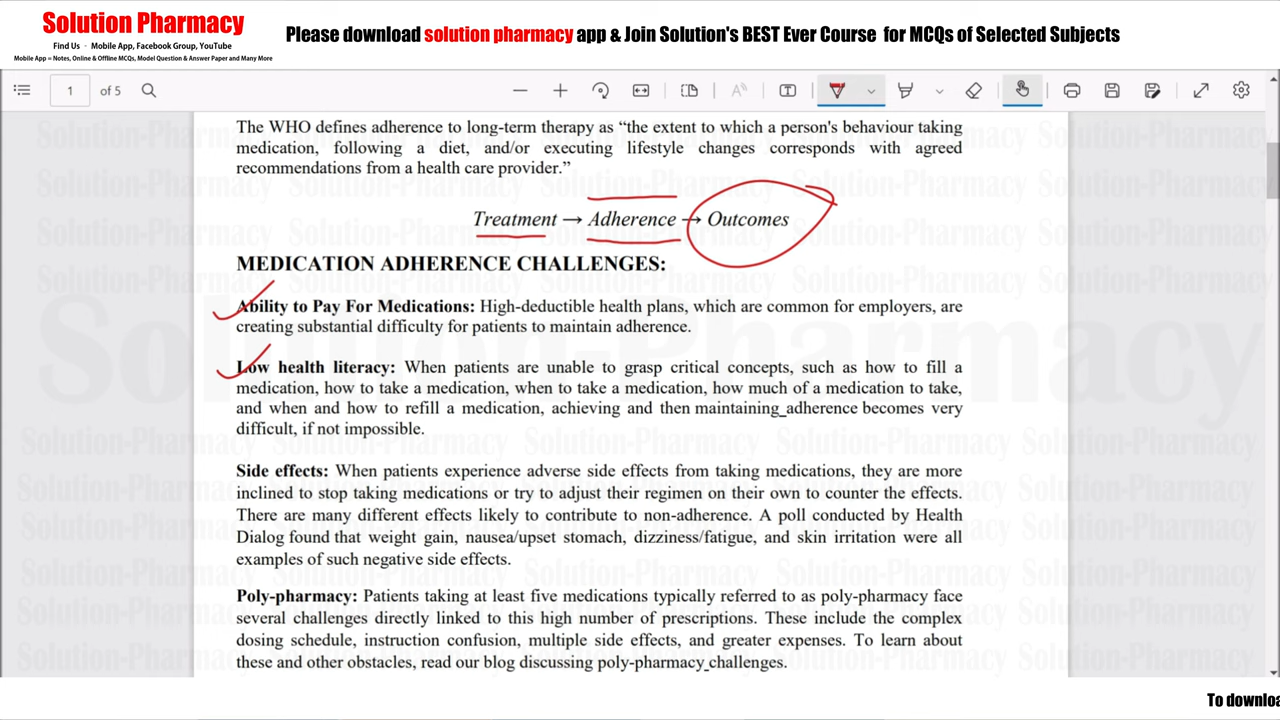 Solution Pharmacy
Find Us - Mobile App, Facebook Group, YouTube
Mobile App = Notes, Online & Offline MCQs, Model Question & Answer Paper and Many More
Please download solution pharmacy app & Join Solution's BEST Ever Course for MCQs of Selected Subjects
1 of 5
The WHO defines adherence to long-term therapy as “the extent to which a person's behaviour taking
medication, following a diet, and/or executing lifestyle changes corresponds with agreed
recommendations from a health care provider.”
Treatment → Adherence → Outcomes
MEDICATION ADHERENCE CHALLENGES:
Ability to Pay For Medications: High-deductible health plans, which are common for employers, are
creating substantial difficulty for patients to maintain adherence.
Low health literacy: When patients are unable to grasp critical concepts, such as how to fill a
medication, how to take a medication, when to take a medication, how much of a medication to take,
and when and how to refill a medication, achieving and then maintaining adherence becomes very
difficult, if not impossible.
Side effects: When patients experience adverse side effects from taking medications, they are more
inclined to stop taking medications or try to adjust their regimen on their own to counter the effects.
There are many different effects likely to contribute to non-adherence. A poll conducted by Health
Dialog found that weight gain, nausea/upset stomach, dizziness/fatigue, and skin irritation were all
examples of such negative side effects.
Poly-pharmacy: Patients taking at least five medications typically referred to as poly-pharmacy face
several challenges directly linked to this high number of prescriptions. These include the complex
dosing schedule, instruction confusion, multiple side effects, and greater expenses. To learn about
these and other obstacles, read our blog discussing poly-pharmacy challenges.
Solution-Pharmacy
To downloa